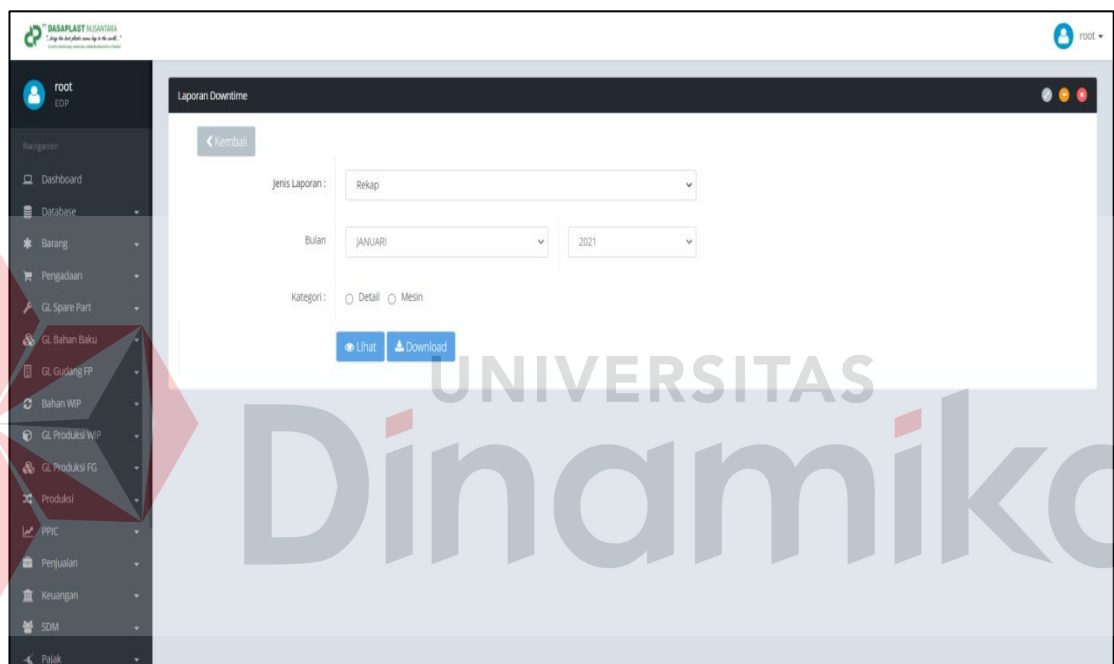 PT DASAPLAST NUSANTARA
root
root
EDP
Navigation
Dashboard
Database
Barang
Pengadaan
GL Spare Part
GL Bahan Baku
GL Gudang FP
Bahan WIP
GL Produksi WIP
GL Produksi FG
Produksi
PPIC
Penjualan
Keuangan
SDM
Pajak
Laporan Downtime
Kembali
Jenis Laporan : Rekap
Bulan JANUARI 2021
Kategori : Detail Mesin
Lihat Download
UNIVERSITAS
Dinamika